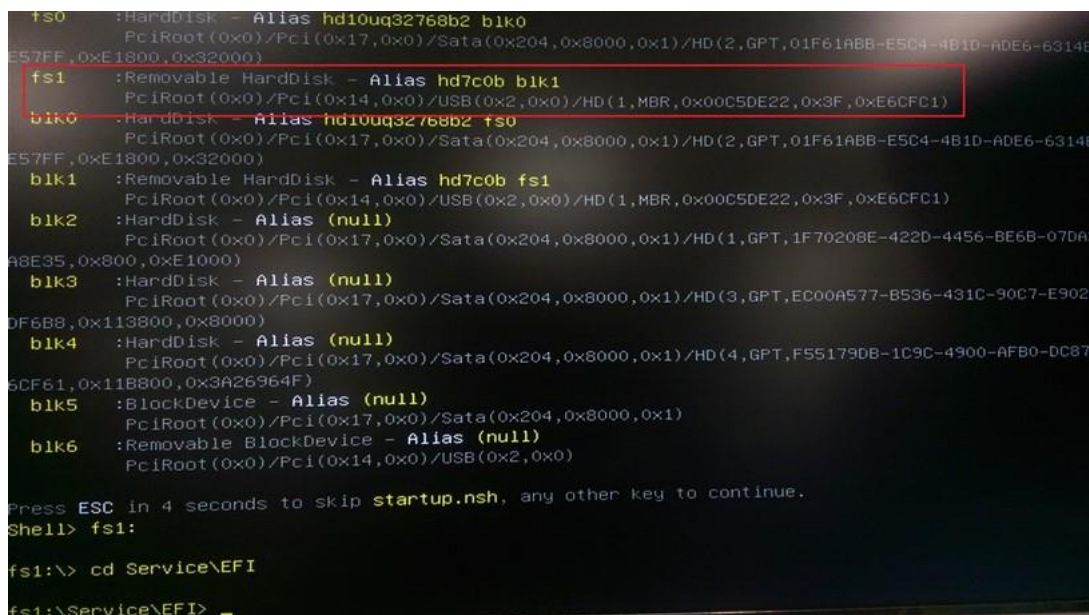 fs0 :HardDisk - Alias hd10uq32768b2 blk0
PciRoot(0x0)/Pci(0x17,0x0)/Sata(0x204,0x8000,0x1)/HD(2,GPT,01F61ABB-E5C4-4B1D-ADE6-6314B
E57FF,0xE1800,0x32000)
fs1 :Removable HardDisk - Alias hd7c0b blk1
PciRoot(0x0)/Pci(0x14,0x0)/USB(0x2,0x0)/HD(1,MBR,0x00C5DE22,0x3F,0xE6CFC1)
blk0 :HardDisk - Alias hd10uq32768b2 fs0
PciRoot(0x0)/Pci(0x17,0x0)/Sata(0x204,0x8000,0x1)/HD(2,GPT,01F61ABB-E5C4-4B1D-ADE6-6314B
E57FF,0xE1800,0x32000)
blk1 :Removable HardDisk - Alias hd7c0b fs1
PciRoot(0x0)/Pci(0x14,0x0)/USB(0x2,0x0)/HD(1,MBR,0x00C5DE22,0x3F,0xE6CFC1)
blk2 :HardDisk - Alias (null)
PciRoot(0x0)/Pci(0x17,0x0)/Sata(0x204,0x8000,0x1)/HD(1,GPT,1F70208E-422D-4456-BE6B-07DA
A8E35,0x800,0xE1000)
blk3 :HardDisk - Alias (null)
PciRoot(0x0)/Pci(0x17,0x0)/Sata(0x204,0x8000,0x1)/HD(3,GPT,EC00A577-B536-431C-90C7-E902
DF6B8,0x113800,0x8000)
blk4 :HardDisk - Alias (null)
PciRoot(0x0)/Pci(0x17,0x0)/Sata(0x204,0x8000,0x1)/HD(4,GPT,F55179DB-1C9C-4900-AFB0-DC87
6CF61,0x11B800,0x3A26964F)
blk5 :BlockDevice - Alias (null)
PciRoot(0x0)/Pci(0x17,0x0)/Sata(0x204,0x8000,0x1)
blk6 :Removable BlockDevice - Alias (null)
PciRoot(0x0)/Pci(0x14,0x0)/USB(0x2,0x0)
Press ESC in 4 seconds to skip startup.nsh, any other key to continue.
Shell> fs1:
fs1:\> cd Service\EFI
fs1:\Service\EFI> _